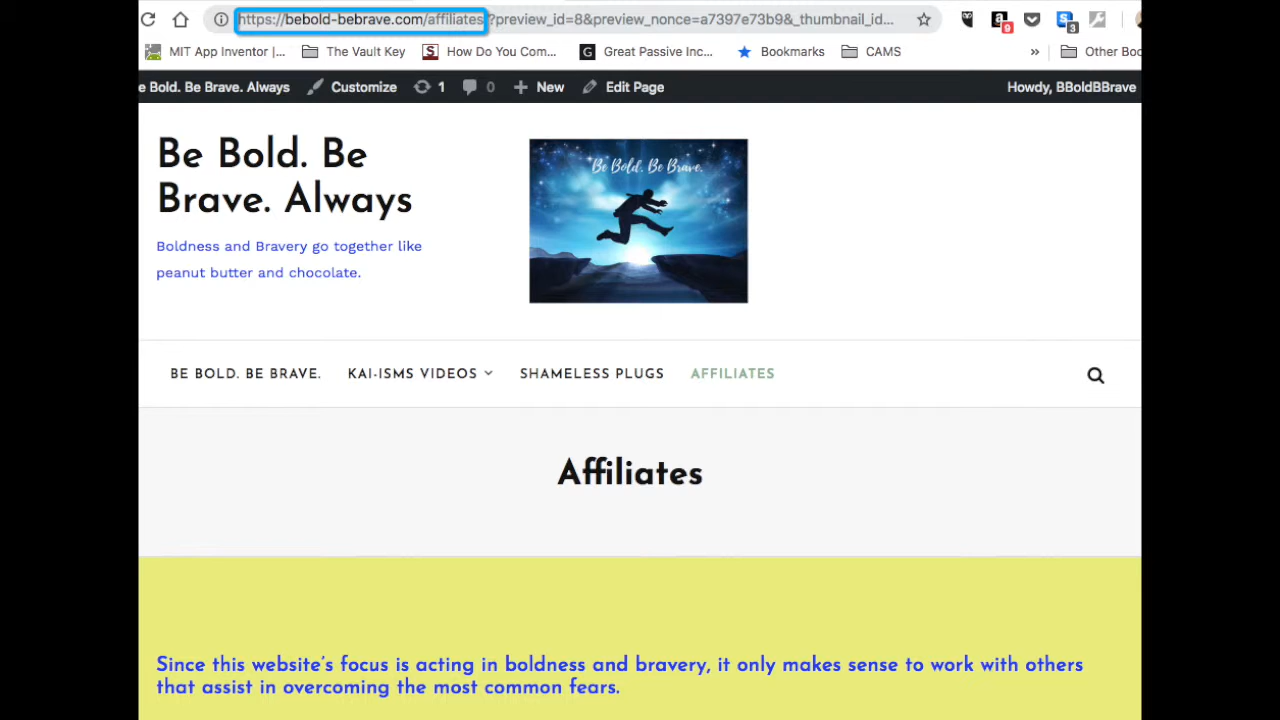 https://bebold-bebrave.com/affiliates/?preview_id=8&preview_nonce=a7397e73b9&_thumbnail_id...
9
3
MIT App Inventor |...
The Vault Key
S
How Do You Com...
G
Great Passive Inc...
Bookmarks
CAMS
»
Other Boo
e Bold. Be Brave. Always
Customize
1
0
New
Edit Page
Howdy, BBoldBBrave
Be Bold. Be
Brave. Always
Be Bold. Be Brave.
Boldness and Bravery go together like
peanut butter and chocolate.
BE BOLD. BE BRAVE.
KAI-ISMS VIDEOS
SHAMELESS PLUGS
AFFILIATES
Affiliates
Since this website’s focus is acting in boldness and bravery, it only makes sense to work with others
that assist in overcoming the most common fears.